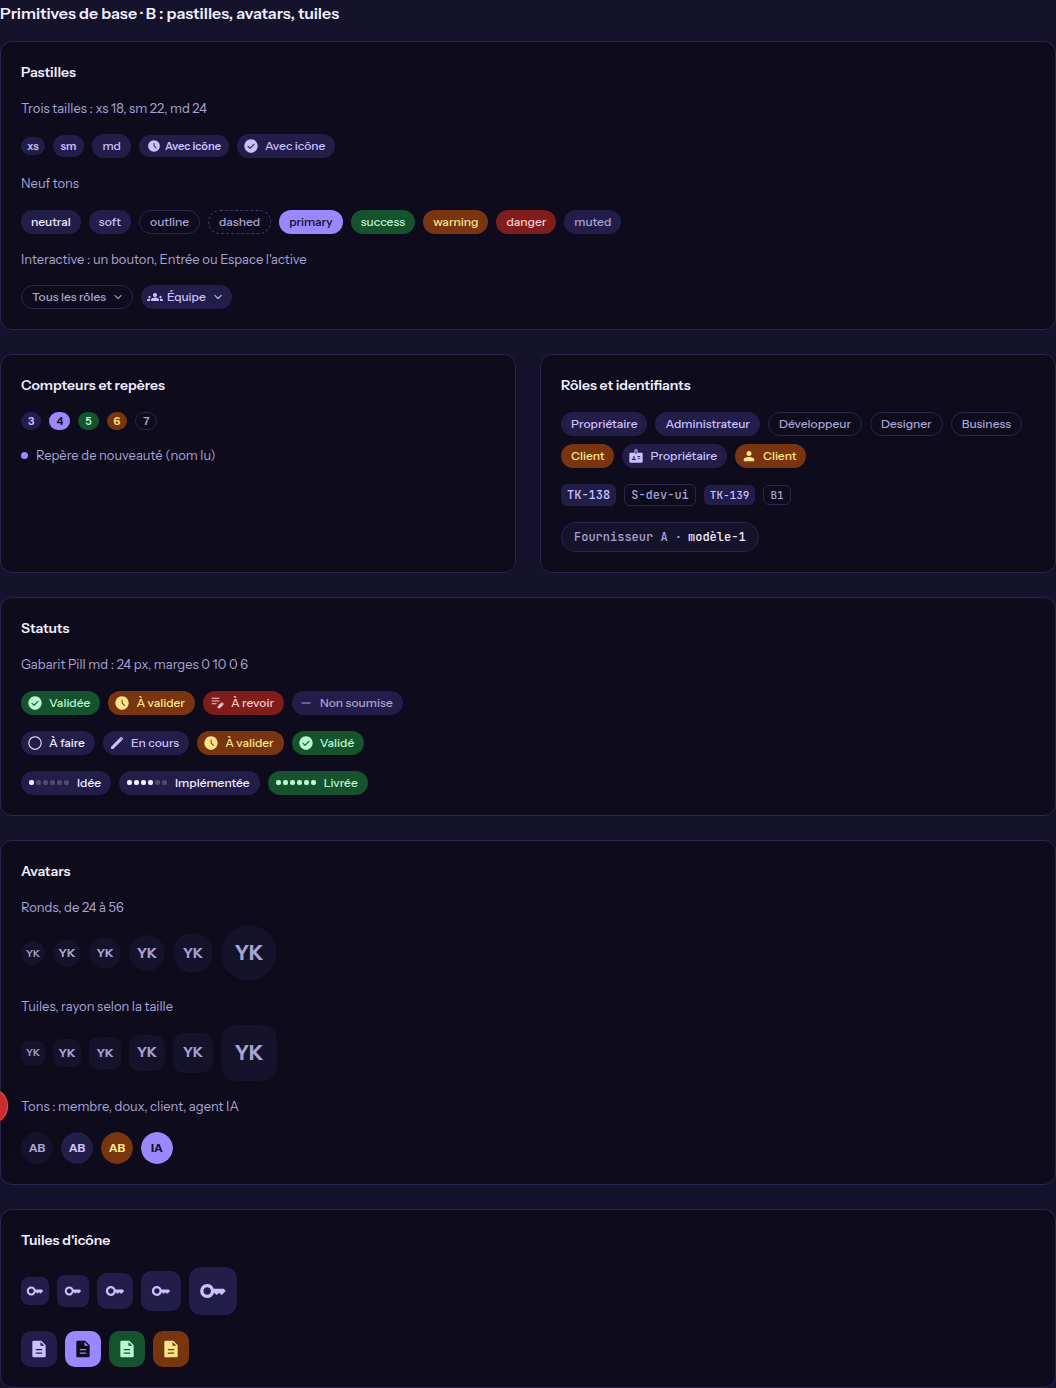 Primitives de base · B : pastilles, avatars, tuiles
Pastilles
Trois tailles : xs 18, sm 22, md 24
xs sm md Avec icône Avec icône
Neuf tons
neutral soft outline dashed primary success warning danger muted
Interactive : un bouton, Entrée ou Espace l'active
Tous les rôles Équipe
Compteurs et repères
3 4 5 6 7
Repère de nouveauté (nom lu)
Rôles et identifiants
Propriétaire Administrateur Développeur Designer Business
Client Propriétaire Client
TK-138 S-dev-ui TK-139 B1
Fournisseur A · modèle-1
Statuts
Gabarit Pill md : 24 px, marges 0 10 0 6
Validée À valider À revoir Non soumise
À faire En cours À valider Validé
Idée Implémentée Livrée
Avatars
Ronds, de 24 à 56
YK YK YK YK YK YK
Tuiles, rayon selon la taille
YK YK YK YK YK YK
Tons : membre, doux, client, agent IA
AB AB AB IA
Tuiles d'icône